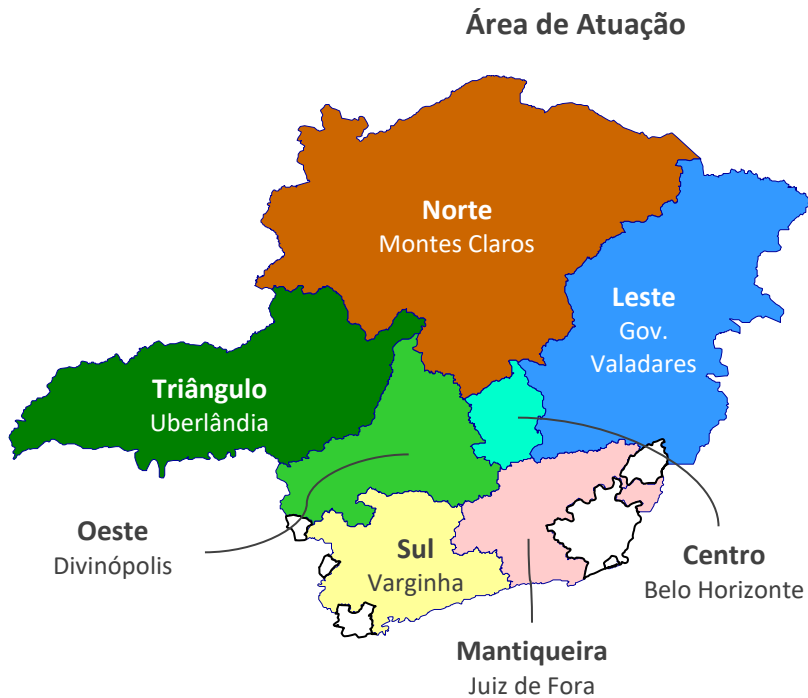 Área de Atuação
Norte
Montes Claros
Leste
Gov.
Valadares
Triângulo
Uberlândia
Oeste
Divinópolis
Sul
Varginha
Centro
Belo Horizonte
Mantiqueira
Juiz de Fora